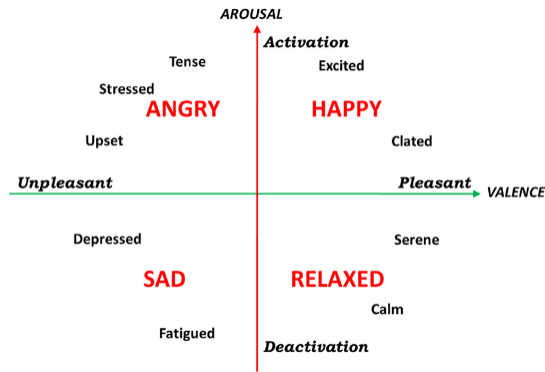 AROUSAL
Activation
Tense
Excited
Stressed
ANGRY
HAPPY
Upset
Clated
Unpleasant
Pleasant
VALENCE
Depressed
Serene
SAD
RELAXED
Calm
Fatigued
Deactivation